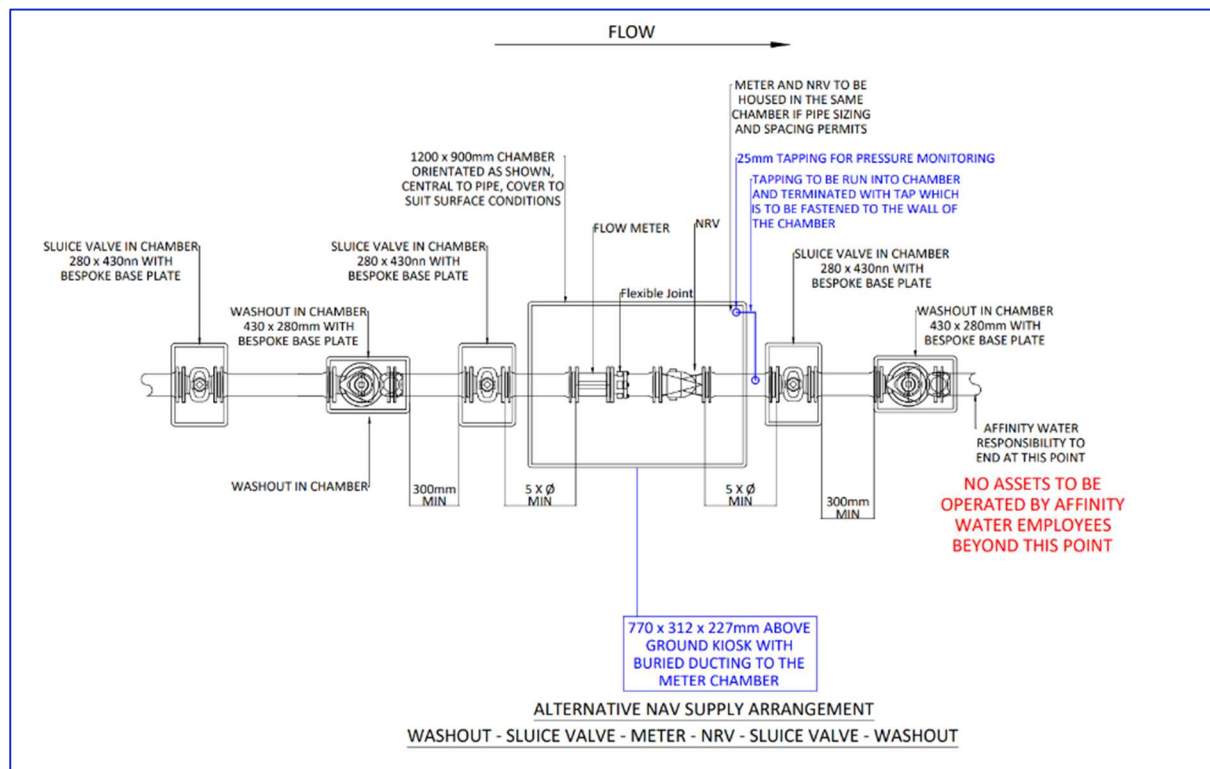 FLOW
METER AND NRV TO BE
HOUSED IN THE SAME
CHAMBER IF PIPE SIZING
AND SPACING PERMITS
1200 x 900mm CHAMBER
ORIENTATED AS SHOWN,
CENTRAL TO PIPE, COVER TO
SUIT SURFACE CONDITIONS
25mm TAPPING FOR PRESSURE MONITORING
TAPPING TO BE RUN INTO CHAMBER
AND TERMINATED WITH TAP WHICH
IS TO BE FASTENED TO THE WALL OF
THE CHAMBER
SLUICE VALVE IN CHAMBER
280 x 430nn WITH
BESPOKE BASE PLATE
SLUICE VALVE IN CHAMBER
280 x 430nn WITH
BESPOKE BASE PLATE
FLOW METER
NRV
SLUICE VALVE IN CHAMBER
280 x 430nn WITH
BESPOKE BASE PLATE
WASHOUT IN CHAMBER
430 x 280mm WITH
BESPOKE BASE PLATE
Flexible Joint
WASHOUT IN CHAMBER
430 x 280mm WITH
BESPOKE BASE PLATE
WASHOUT IN CHAMBER
300mm
MIN
5 X Ø
MIN
5 X Ø
MIN
300mm
MIN
AFFINITY WATER
RESPONSIBILITY TO
END AT THIS POINT
NO ASSETS TO BE
OPERATED BY AFFINITY
WATER EMPLOYEES
BEYOND THIS POINT
770 x 312 x 227mm ABOVE
GROUND KIOSK WITH
BURIED DUCTING TO THE
METER CHAMBER
ALTERNATIVE NAV SUPPLY ARRANGEMENT
WASHOUT - SLUICE VALVE - METER - NRV - SLUICE VALVE - WASHOUT